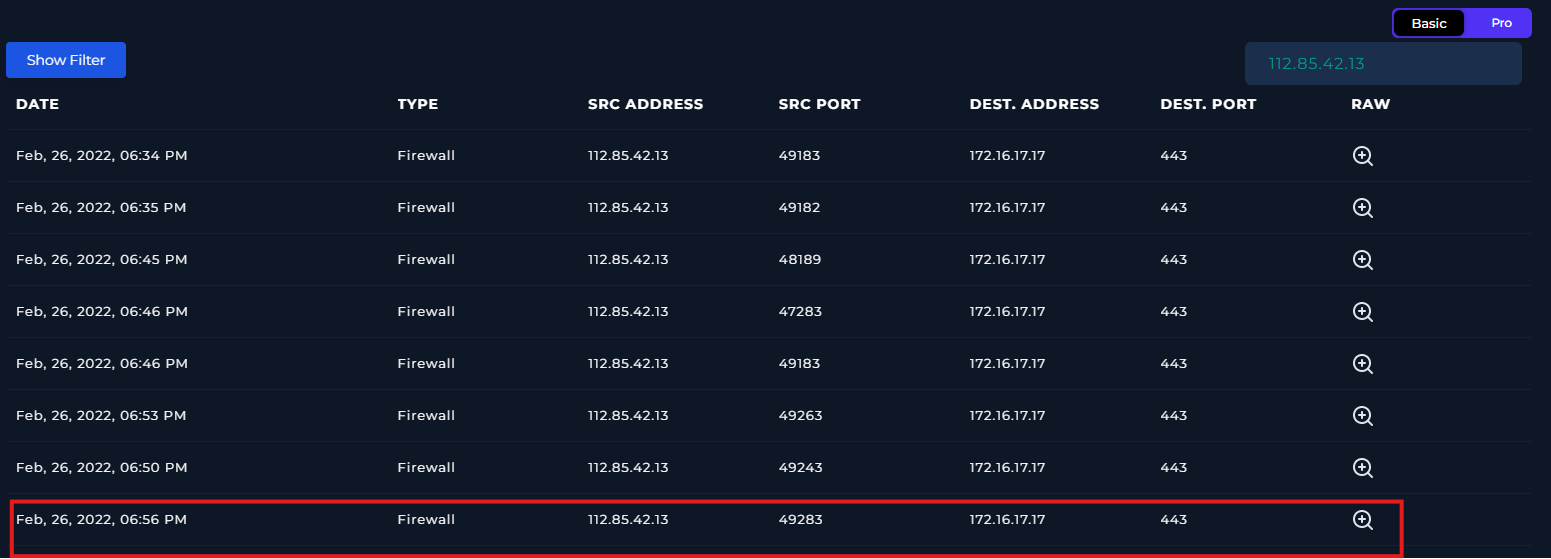 Basic Pro
Show Filter 112.85.42.13
DATE TYPE SRC ADDRESS SRC PORT DEST. ADDRESS DEST. PORT RAW
Feb, 26, 2022, 06:34 PM Firewall 112.85.42.13 49183 172.16.17.17 443
Feb, 26, 2022, 06:35 PM Firewall 112.85.42.13 49182 172.16.17.17 443
Feb, 26, 2022, 06:45 PM Firewall 112.85.42.13 48189 172.16.17.17 443
Feb, 26, 2022, 06:46 PM Firewall 112.85.42.13 47283 172.16.17.17 443
Feb, 26, 2022, 06:46 PM Firewall 112.85.42.13 49183 172.16.17.17 443
Feb, 26, 2022, 06:53 PM Firewall 112.85.42.13 49263 172.16.17.17 443
Feb, 26, 2022, 06:50 PM Firewall 112.85.42.13 49243 172.16.17.17 443
Feb, 26, 2022, 06:56 PM Firewall 112.85.42.13 49283 172.16.17.17 443